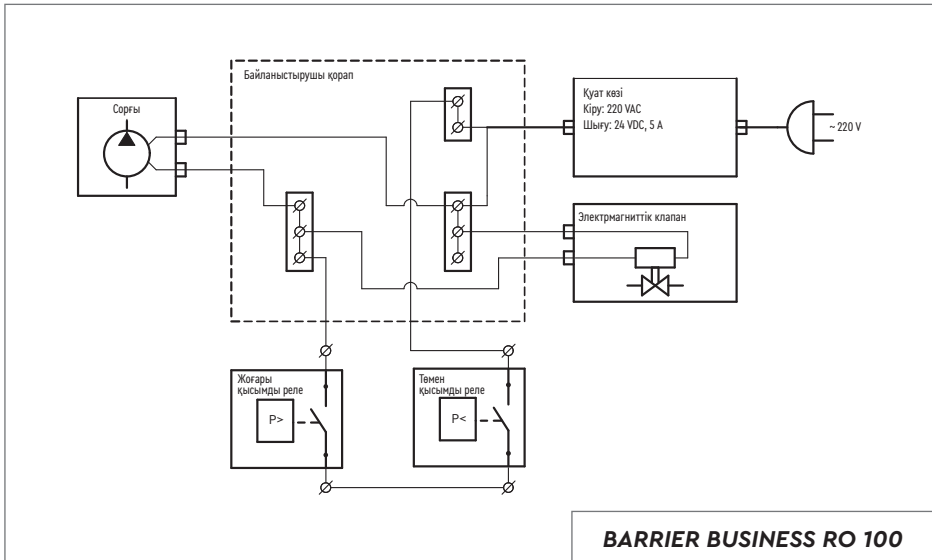 Байланыстырушы қорап
Сорғы
Қуат көзі
Кіру: 220 VAC
Шығу: 24 VDC, 5 A
~ 220 V
Электрмагниттік клапан
Жоғары
қысымды реле
P>
Төмен
қысымды реле
P<
BARRIER BUSINESS RO 100